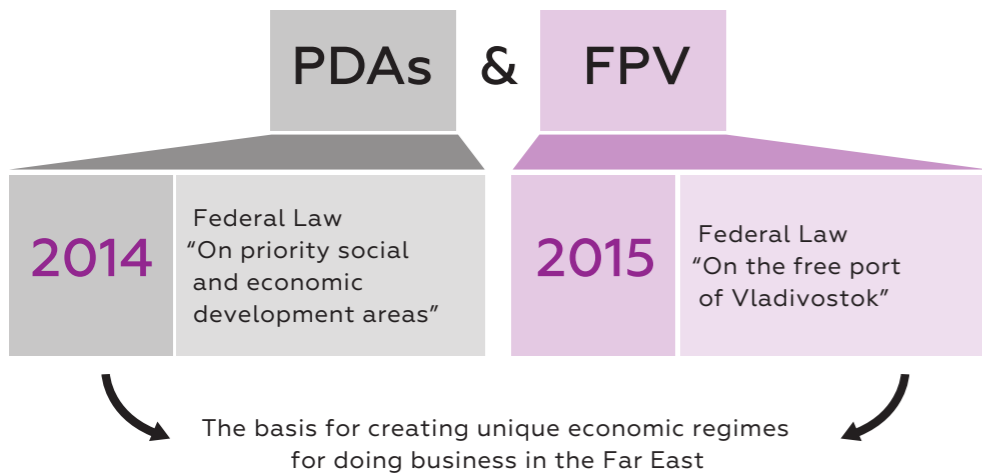 PDAs & FPV
2014
Federal Law
“On priority social
and economic
development areas”
2015
Federal Law
“On the free port
of Vladivostok”
The basis for creating unique economic regimes
for doing business in the Far East